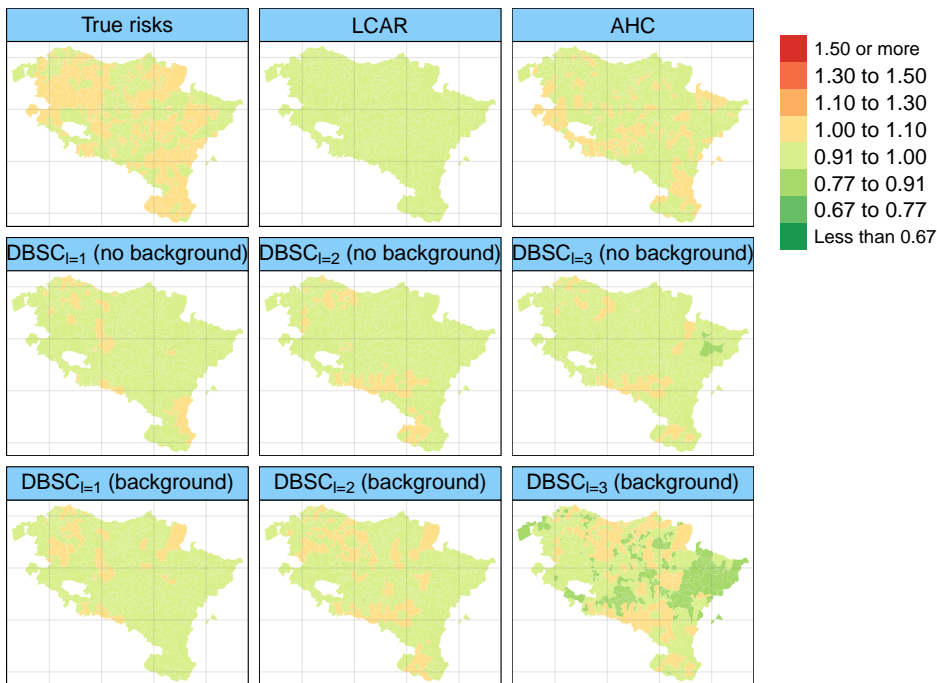 True risks
LCAR
AHC
DBSCl=1 (no background)
DBSCl=2 (no background)
DBSCl=3 (no background)
DBSCl=1 (background)
DBSCl=2 (background)
DBSCl=3 (background)
1.50 or more
1.30 to 1.50
1.10 to 1.30
1.00 to 1.10
0.91 to 1.00
0.77 to 0.91
0.67 to 0.77
Less than 0.67